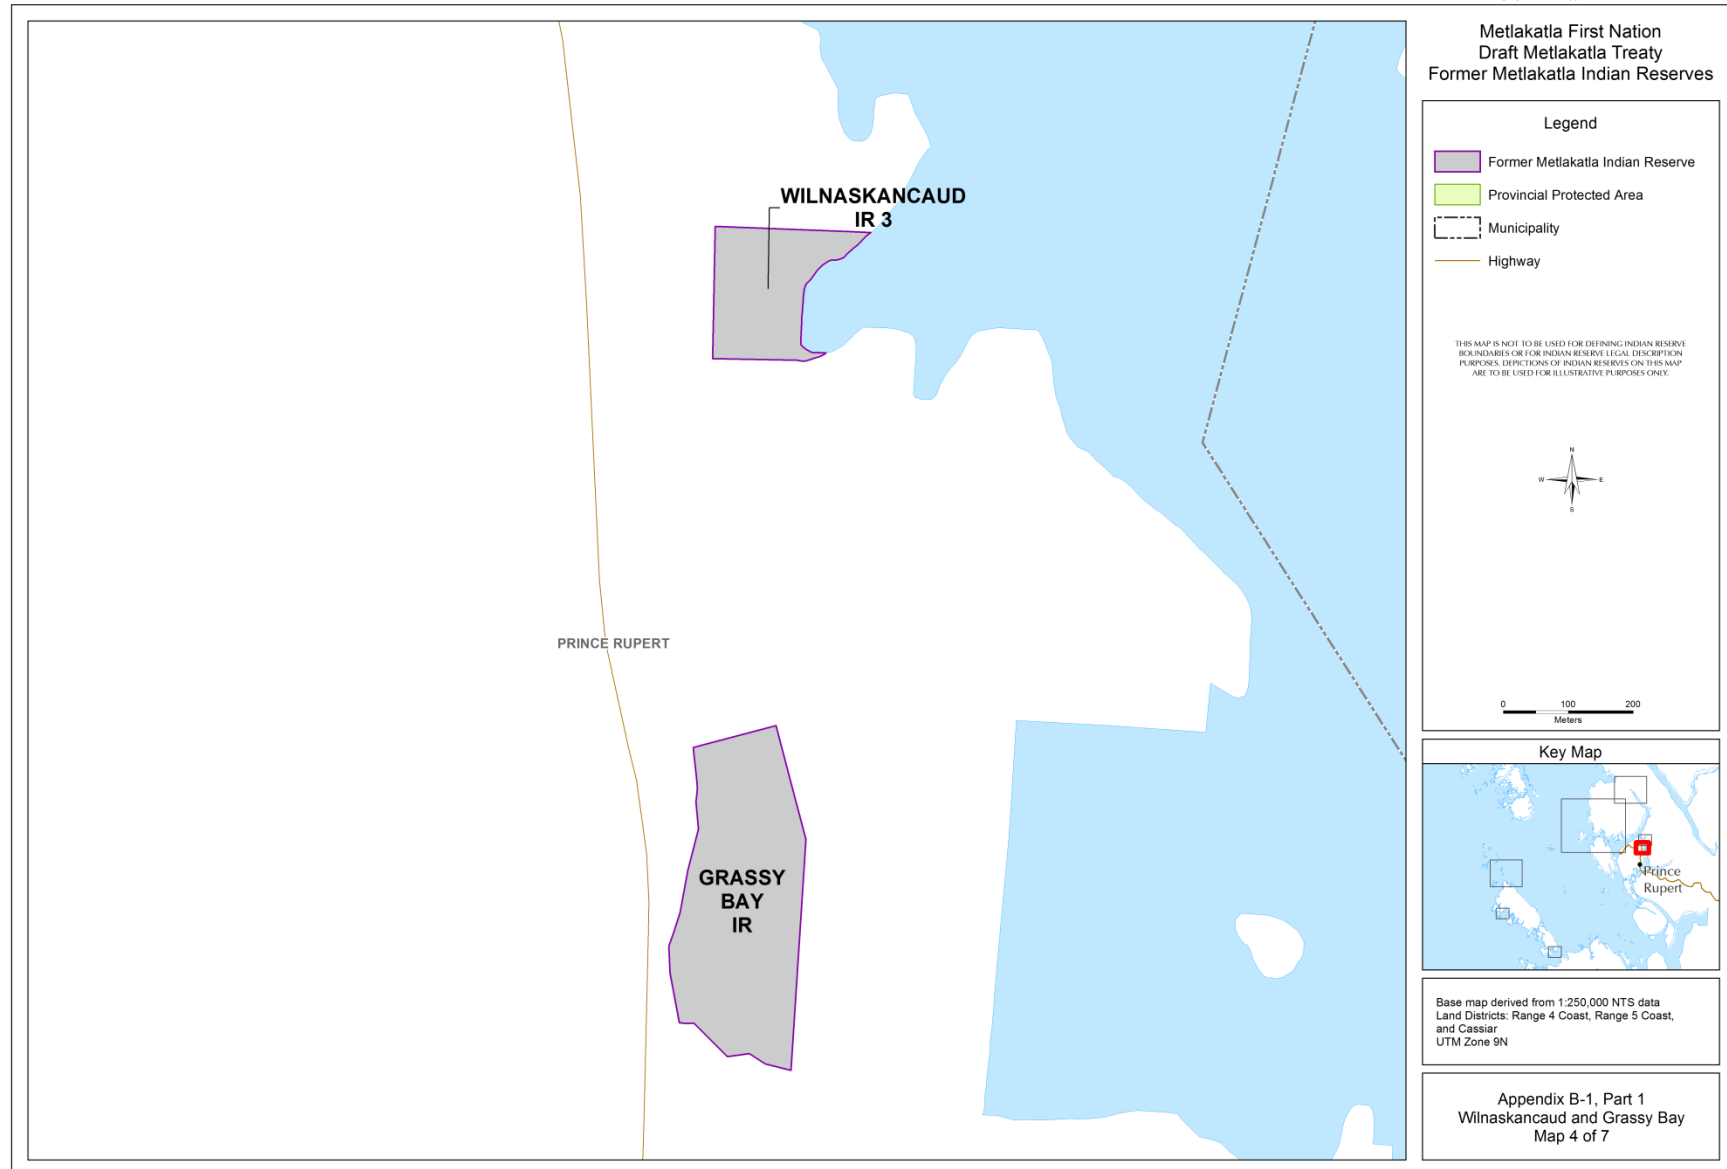 Metlakatla First Nation
Draft Metlakatla Treaty
Former Metlakatla Indian Reserves
Legend
Former Metlakatla Indian Reserve
Provincial Protected Area
Municipality
Highway
THIS MAP IS NOT TO BE USED FOR DEFINING INDIAN RESERVE
BOUNDARIES OR FOR INDIAN RESERVE LEGAL DESCRIPTION
PURPOSES. DEPICTIONS OF INDIAN RESERVES ON THIS MAP
ARE TO BE USED FOR ILLUSTRATIVE PURPOSES ONLY.
N
W E
S
0 100 200
Meters
Key Map
Prince
Rupert
Base map derived from 1:250,000 NTS data
Land Districts: Range 4 Coast, Range 5 Coast,
and Cassiar
UTM Zone 9N
Appendix B-1, Part 1
Wilnaskancaud and Grassy Bay
Map 4 of 7
WILNASKANCAUD
IR 3
PRINCE RUPERT
GRASSY
BAY
IR